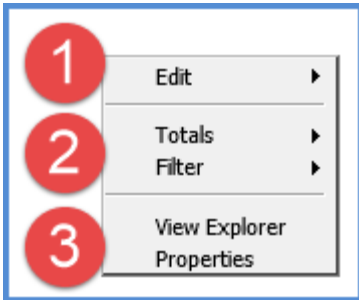 1 Edit
2 Totals
Filter
3 View Explorer
Properties